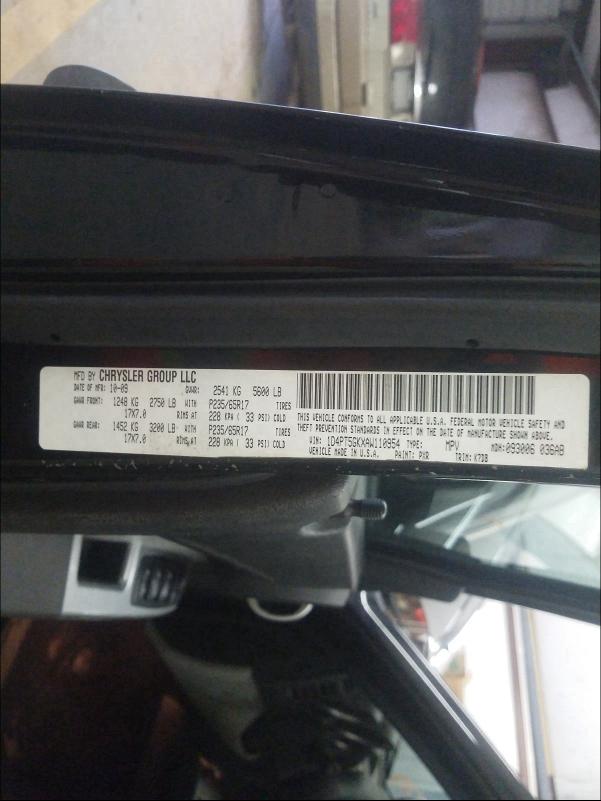 MFD BY CHRYSLER GROUP LLC
DATE OF MFR: 10-09 GVWR: 2541 KG 5600 LB
GAWR FRONT: 1248 KG 2750 LB WITH P235/65R17 TIRES
17X7.0 RIMS AT 228 KPA ( 33 PSI) COLD
GAWR REAR: 1452 KG 3200 LB WITH P235/65R17 TIRES
17X7.0 RIMS AT 228 KPA ( 33 PSI) COLD
THIS VEHICLE CONFORMS TO ALL APPLICABLE U.S.A. FEDERAL MOTOR VEHICLE SAFETY AND
THEFT PREVENTION STANDARDS IN EFFECT ON THE DATE OF MANUFACTURE SHOWN ABOVE.
VIN: 1D4PT5GKXAW110954 TYPE: MPV MDH: 093006 036AB
VEHICLE MADE IN U.S.A. PAINT: PXR TRIM: K7DB